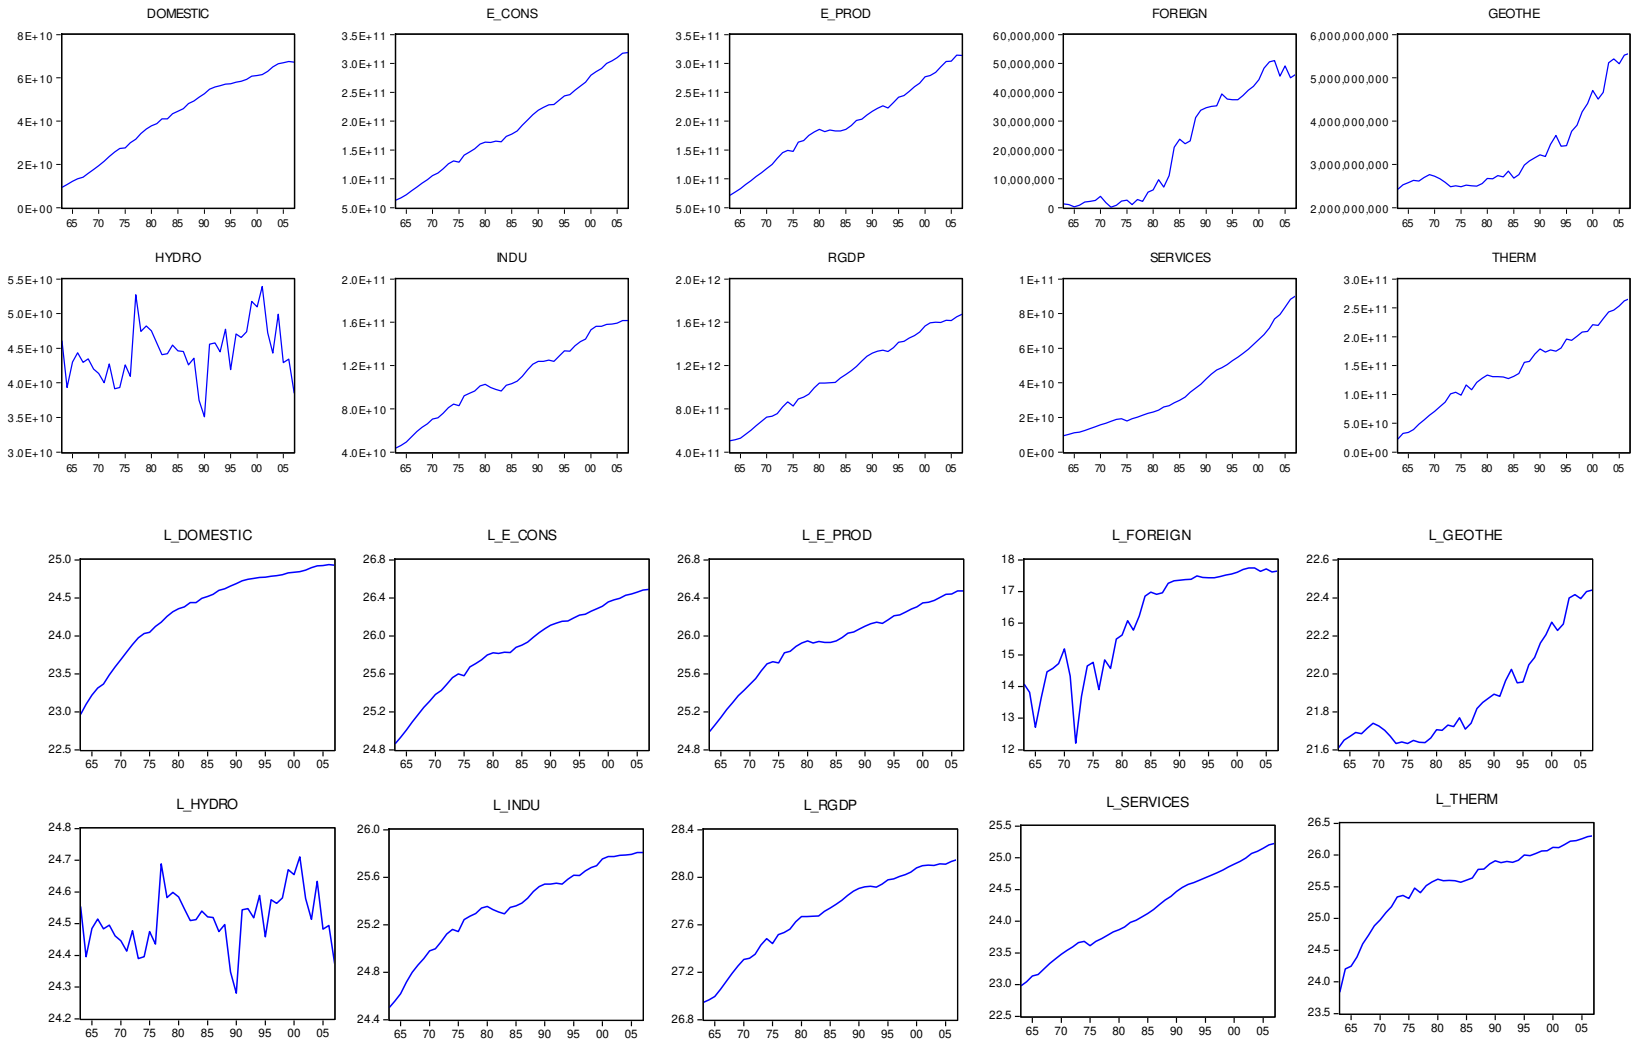 DOMESTIC E_CONS E_PROD FOREIGN GEOTHE
8.E+10 3.5E+11 3.5E+11 60,000,000 6,000,000,000
3.0E+11 3.0E+11 50,000,000
6.E+10 2.5E+11 2.5E+11 40,000,000 5,000,000,000
4.E+10 2.0E+11 2.0E+11 30,000,000 4,000,000,000
1.5E+11 1.5E+11 20,000,000
2.E+10 1.0E+11 1.0E+11 10,000,000 3,000,000,000
0.E+00 5.0E+10 5.0E+10 0 2,000,000,000
65 70 75 80 85 90 95 00 05 65 70 75 80 85 90 95 00 05 65 70 75 80 85 90 95 00 05 65 70 75 80 85 90 95 00 05 65 70 75 80 85 90 95 00 05
HYDRO INDU RGDP SERVICES THERM
5.5E+10 2.0E+11 2.0E+12 1.E+11 3.0E+11
5.0E+10 1.6E+11 1.6E+12 8.E+10 2.5E+11
2.0E+11
4.5E+10 1.2E+11 1.2E+12 6.E+10 1.5E+11
4.0E+10 4.E+10 1.0E+11
3.5E+10 8.0E+10 8.0E+11 2.E+10 5.0E+10
3.0E+10 4.0E+10 4.0E+11 0.E+00 0.0E+00
65 70 75 80 85 90 95 00 05 65 70 75 80 85 90 95 00 05 65 70 75 80 85 90 95 00 05 65 70 75 80 85 90 95 00 05 65 70 75 80 85 90 95 00 05
L_DOMESTIC L_E_CONS L_E_PROD L_FOREIGN L_GEOTHE
25.0 26.8 26.8 18 22.6
24.5 26.4 26.4 17 22.4
16
24.0 26.0 26.0 22.2
15
23.5 25.6 25.6 14 22.0
23.0 25.2 25.2 13 21.8
22.5 24.8 24.8 12 21.6
65 70 75 80 85 90 95 00 05 65 70 75 80 85 90 95 00 05 65 70 75 80 85 90 95 00 05 65 70 75 80 85 90 95 00 05 65 70 75 80 85 90 95 00 05
L_HYDRO L_INDU L_RGDP L_SERVICES L_THERM
24.8 26.0 28.4 25.5 26.5
24.7 25.6 28.0 25.0 26.0
24.6 24.5 25.5
24.5 25.2 27.6 24.0 25.0
24.4 24.8 27.2 23.5 24.5
24.3 23.0 24.0
24.2 24.4 26.8 22.5 23.5
65 70 75 80 85 90 95 00 05 65 70 75 80 85 90 95 00 05 65 70 75 80 85 90 95 00 05 65 70 75 80 85 90 95 00 05 65 70 75 80 85 90 95 00 05